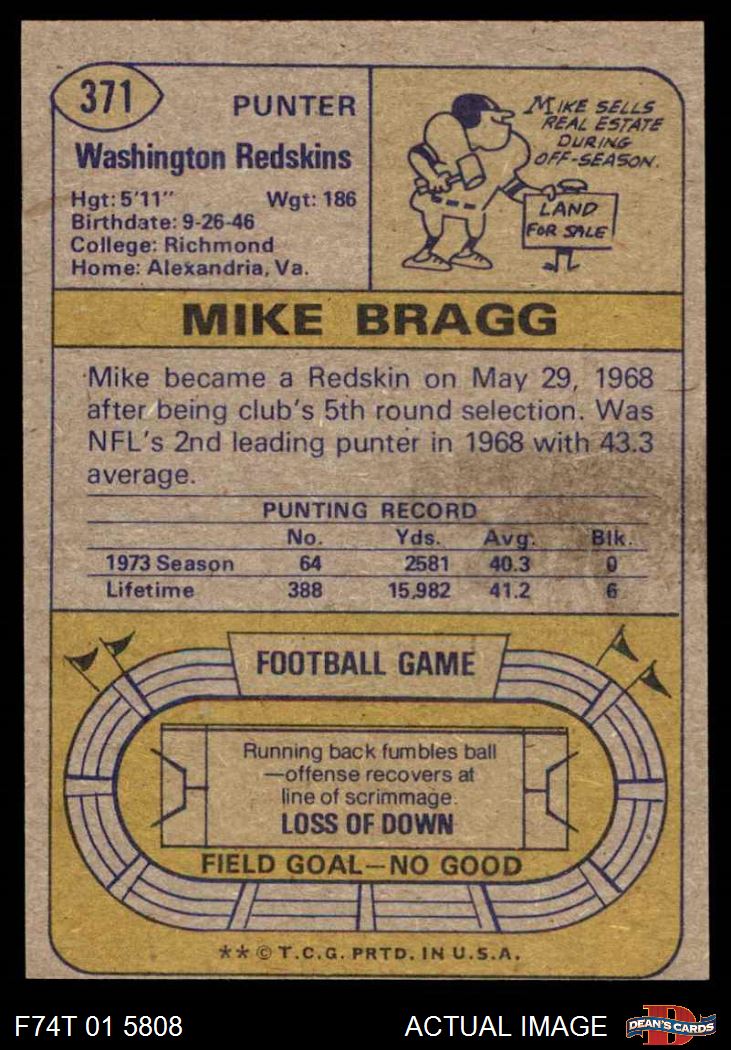 371
PUNTER
Washington Redskins
Hgt: 5'11" Wgt: 186
Birthdate: 9-26-46
College: Richmond
Home: Alexandria, Va.
MIKE SELLS
REAL ESTATE
DURING
OFF-SEASON.
LAND
FOR SALE
MIKE BRAGG
Mike became a Redskin on May 29, 1968
after being club's 5th round selection. Was
NFL's 2nd leading punter in 1968 with 43.3
average.
PUNTING RECORD
No. Yds. Avg. Blk.
1973 Season 64 2581 40.3 0
Lifetime 388 15,982 41.2 6
FOOTBALL GAME
Running back fumbles ball
—offense recovers at
line of scrimmage.
LOSS OF DOWN
FIELD GOAL—NO GOOD
** © T.C.G. PRTD. IN U.S.A.
F74T 01 5808 ACTUAL IMAGE
D
DEAN'S CARDS